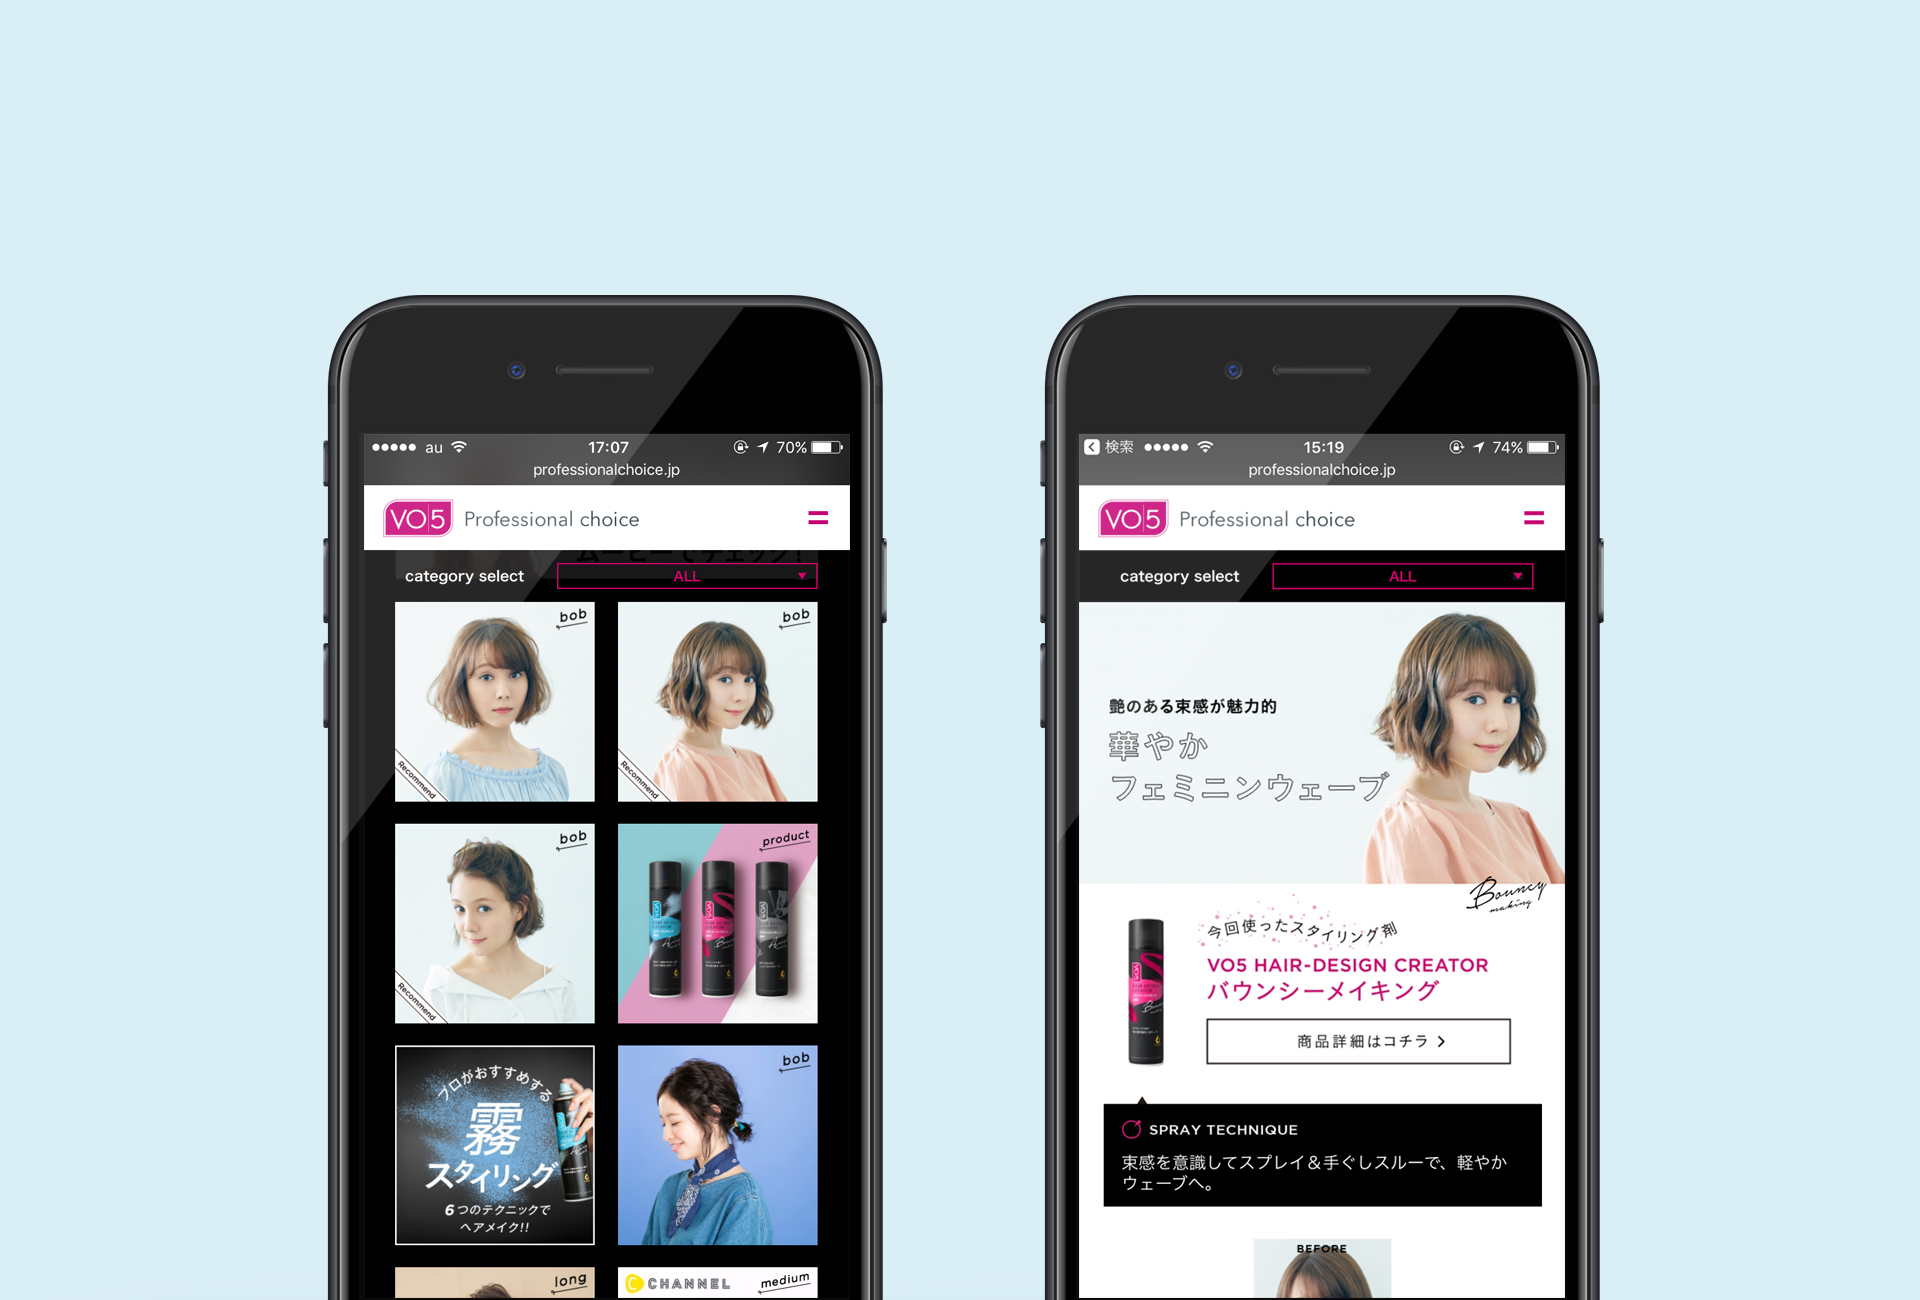 au 17:07 70%
professionalchoice.jp
VO5 Professional choice
category select ALL
bob
Recommend
bob
Recommend
bob
Recommend
product
VO5
VO5
VO5
プロがおすすめする
霧
スタイリング
6つのテクニックで
ヘアメイク!!
bob
long
C CHANNEL
medium
検索 15:19 74%
professionalchoice.jp
VO5 Professional choice
category select ALL
艶のある束感が魅力的
華やか
フェミニンウェーブ
Bouncy
making
今回使ったスタイリング剤
VO5 HAIR-DESIGN CREATOR
バウンシーメイキング
VO5
Bouncy
商品詳細はコチラ
SPRAY TECHNIQUE
束感を意識してスプレイ＆手ぐしスルーで、軽やか
ウェーブへ。
BEFORE